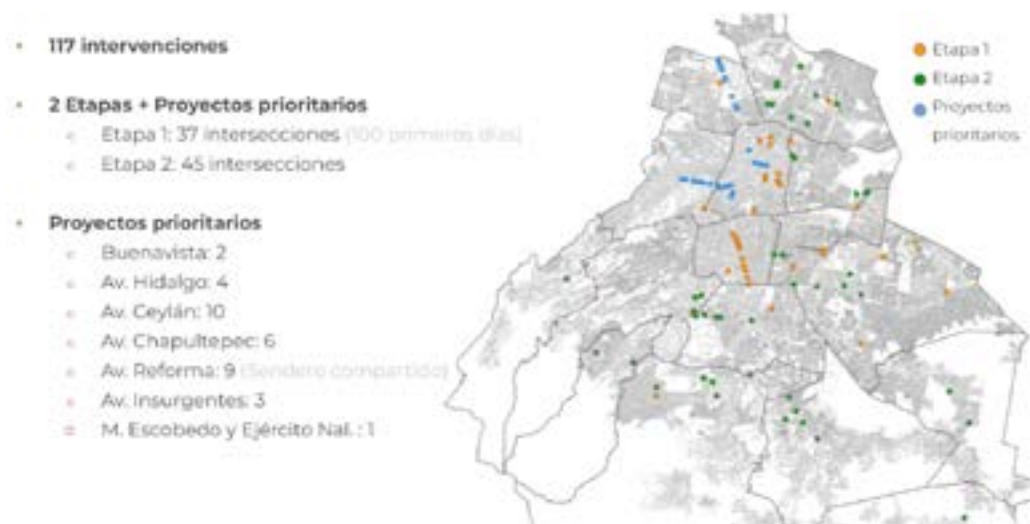 117 intervenciones
2 Etapas + Proyectos prioritarios
Etapa 1: 37 intersecciones (100 primeros días)
Etapa 2: 45 intersecciones
Proyectos prioritarios
Buenavista: 2
Av. Hidalgo: 4
Av. Ceylán: 10
Av. Chapultepec: 6
Av. Reforma: 9 (Sendero compartido)
Av. Insurgentes: 3
M. Escobedo y Ejército Nal. : 1
Etapa 1
Etapa 2
Proyectos
prioritarios